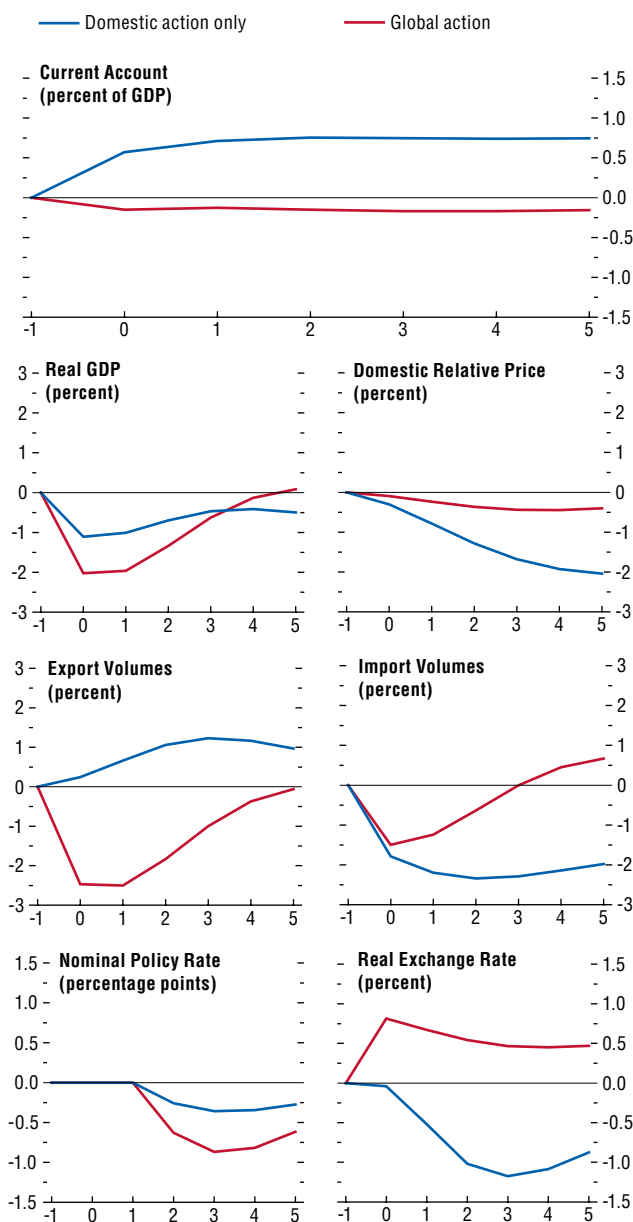 Domestic action only Global action
Current Account
(percent of GDP)
1.5
1.0
0.5
0.0
-0.5
-1.0
-1.5
-1 0 1 2 3 4 5
Real GDP
(percent)
3
2
1
0
-1
-2
-3
-1 0 1 2 3 4 5
Domestic Relative Price
(percent)
3
2
1
0
-1
-2
-3
-1 0 1 2 3 4 5
Export Volumes
(percent)
3
2
1
0
-1
-2
-3
-1 0 1 2 3 4 5
Import Volumes
(percent)
3
2
1
0
-1
-2
-3
-1 0 1 2 3 4 5
Nominal Policy Rate
(percentage points)
1.5
1.0
0.5
0.0
-0.5
-1.0
-1.5
-1 0 1 2 3 4 5
Real Exchange Rate
(percent)
1.5
1.0
0.5
0.0
-0.5
-1.0
-1.5
-1 0 1 2 3 4 5